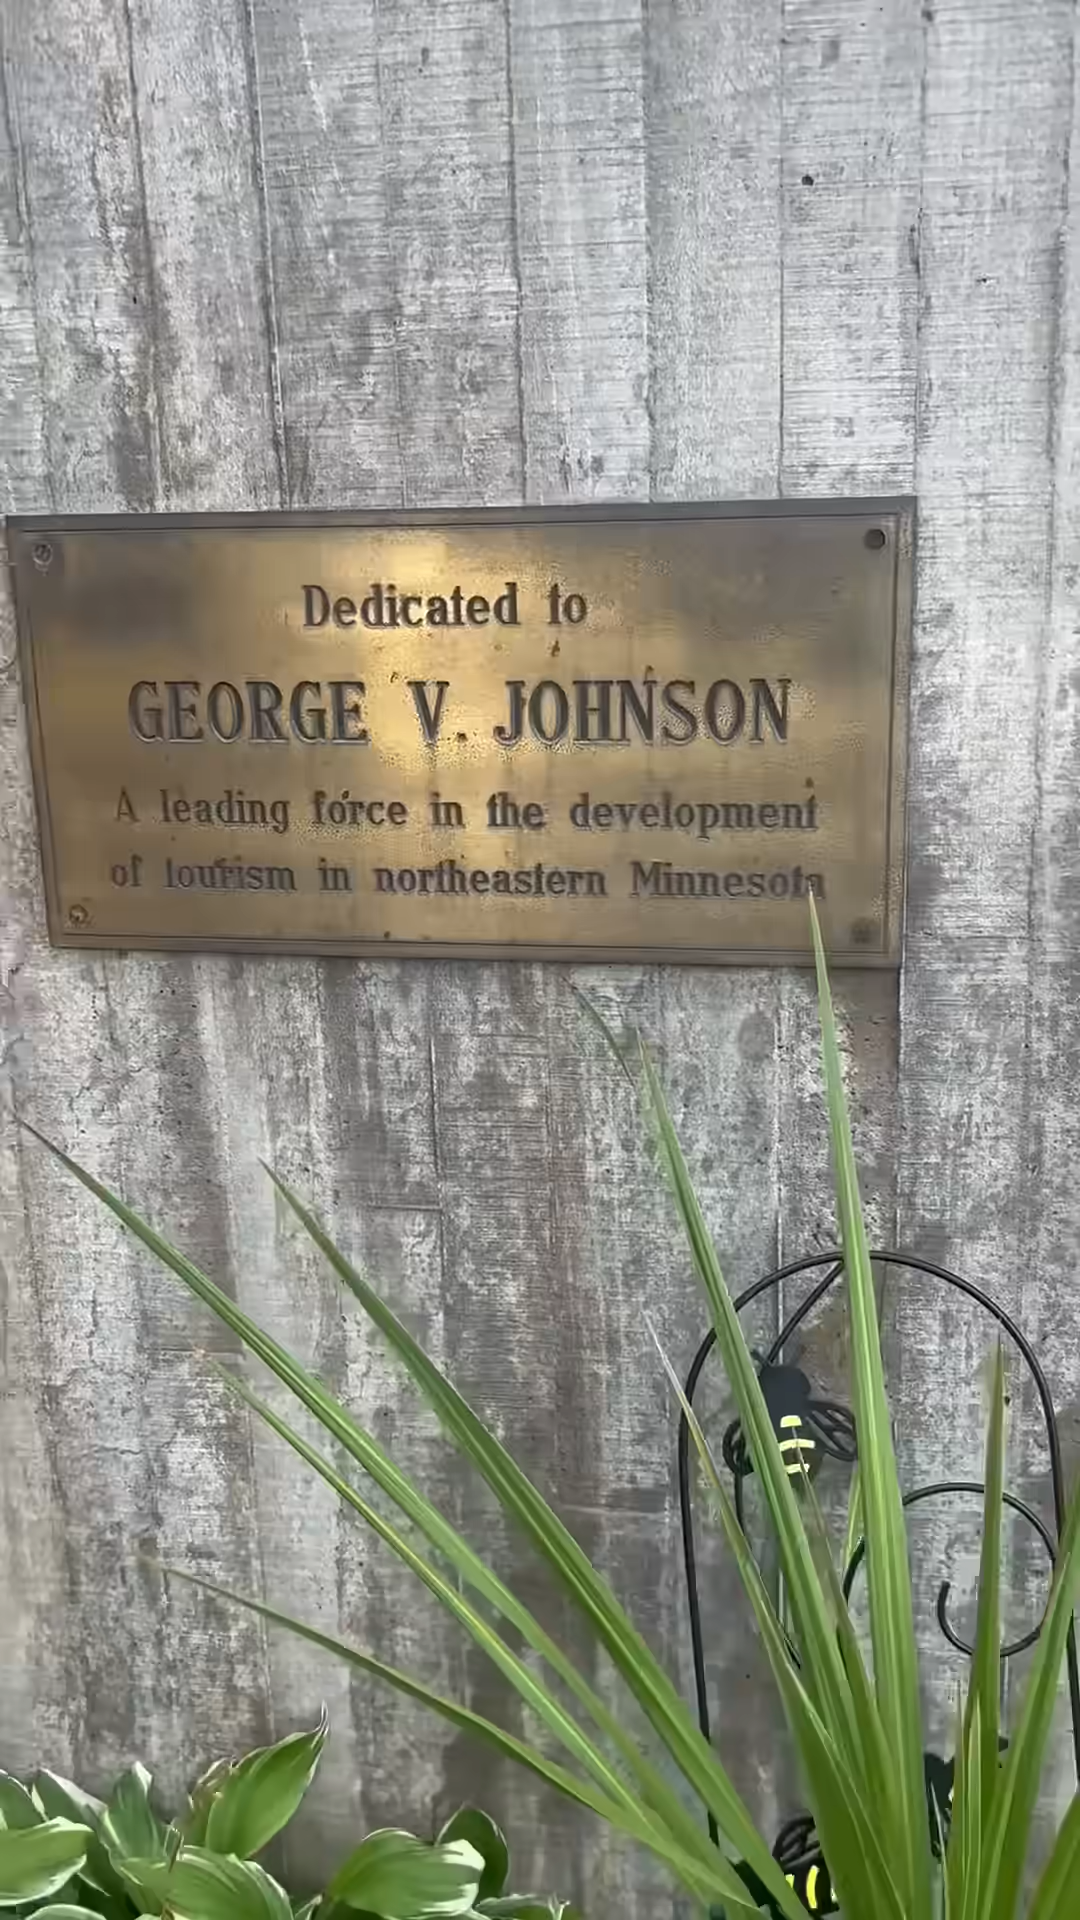 Dedicated to
GEORGE V. JOHNSON
A leading force in the development
of tourism in northeastern Minnesota